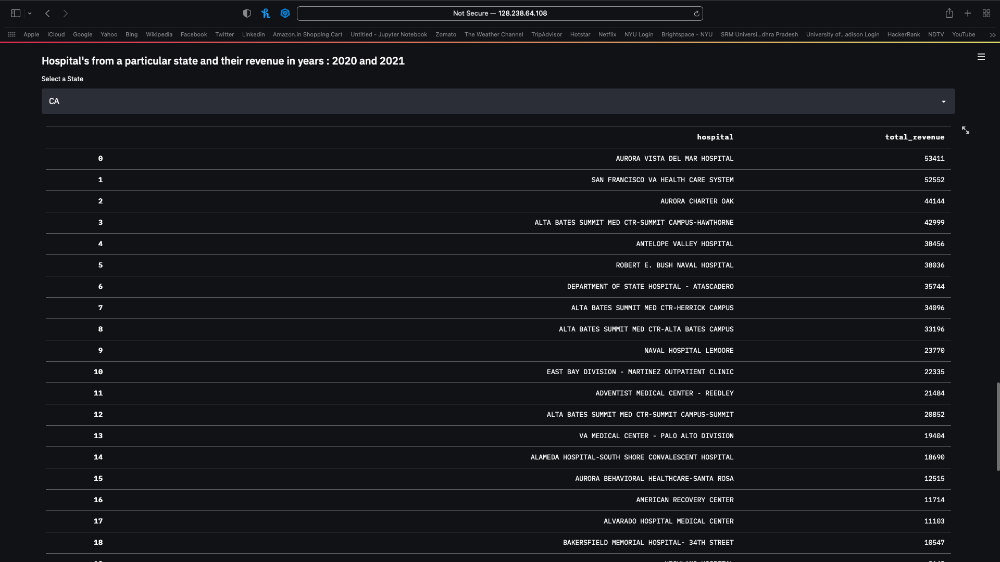 Not Secure — 128.238.64.108
Apple iCloud Google Yahoo Bing Wikipedia Facebook Twitter Linkedin Amazon.in Shopping Cart Untitled - Jupyter Notebook Zomato The Weather Channel TripAdvisor Hotstar Netflix NYU Login Brightspace - NYU SRM Universi...dhra Pradesh University of...adison Login HackerRank NDTV YouTube
Hospital's from a particular state and their revenue in years : 2020 and 2021
Select a State
CA
hospital total_revenue
0 AURORA VISTA DEL MAR HOSPITAL 53411
1 SAN FRANCISCO VA HEALTH CARE SYSTEM 52552
2 AURORA CHARTER OAK 44144
3 ALTA BATES SUMMIT MED CTR-SUMMIT CAMPUS-HAWTHORNE 42999
4 ANTELOPE VALLEY HOSPITAL 38456
5 ROBERT E. BUSH NAVAL HOSPITAL 38036
6 DEPARTMENT OF STATE HOSPITAL - ATASCADERO 35744
7 ALTA BATES SUMMIT MED CTR-HERRICK CAMPUS 34096
8 ALTA BATES SUMMIT MED CTR-ALTA BATES CAMPUS 33196
9 NAVAL HOSPITAL LEMOORE 23770
10 EAST BAY DIVISION - MARTINEZ OUTPATIENT CLINIC 22335
11 ADVENTIST MEDICAL CENTER - REEDLEY 21484
12 ALTA BATES SUMMIT MED CTR-SUMMIT CAMPUS-SUMMIT 20852
13 VA MEDICAL CENTER - PALO ALTO DIVISION 19404
14 ALAMEDA HOSPITAL-SOUTH SHORE CONVALESCENT HOSPITAL 18690
15 AURORA BEHAVIORAL HEALTHCARE-SANTA ROSA 12515
16 AMERICAN RECOVERY CENTER 11714
17 ALVARADO HOSPITAL MEDICAL CENTER 11103
18 BAKERSFIELD MEMORIAL HOSPITAL- 34TH STREET 10547